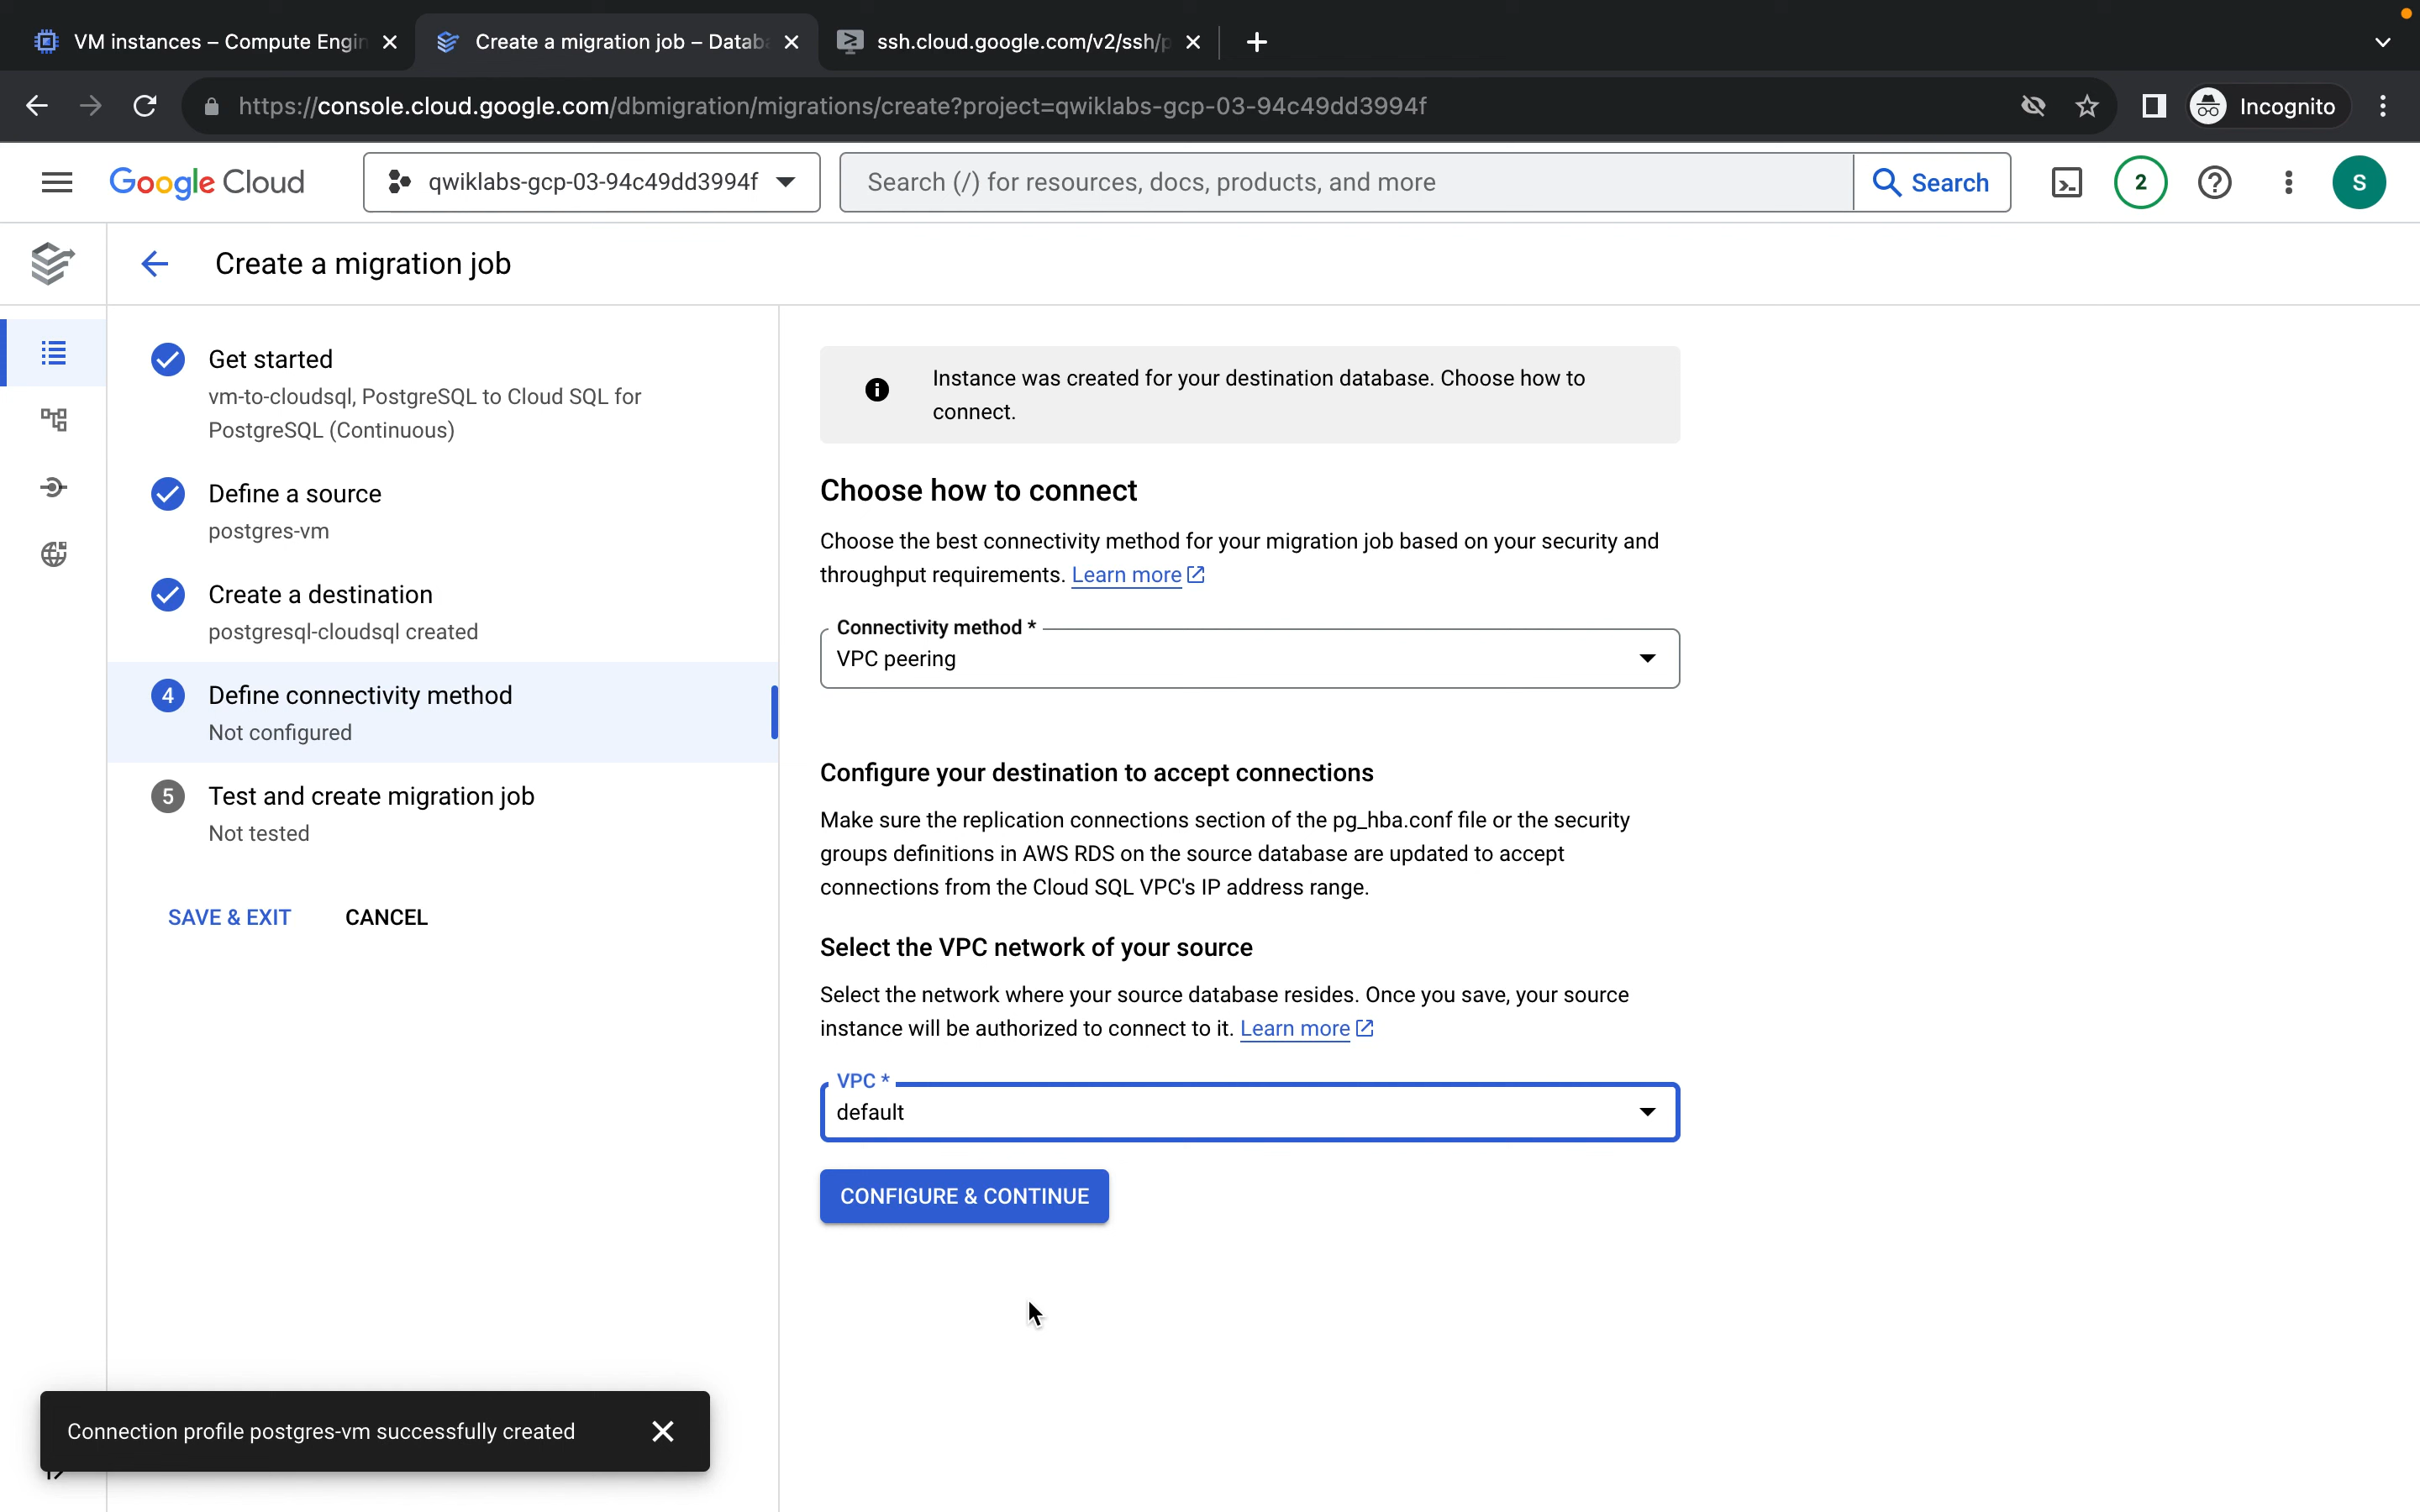 VM instances – Compute Engin
Create a migration job – Datab
ssh.cloud.google.com/v2/ssh/p
https://console.cloud.google.com/dbmigration/migrations/create?project=qwiklabs-gcp-03-94c49dd3994f
Incognito
Google Cloud
qwiklabs-gcp-03-94c49dd3994f
Search (/) for resources, docs, products, and more
Search
2
S
Create a migration job
Get started
vm-to-cloudsql, PostgreSQL to Cloud SQL for
PostgreSQL (Continuous)
Define a source
postgres-vm
Create a destination
postgresql-cloudsql created
4
Define connectivity method
Not configured
5
Test and create migration job
Not tested
SAVE & EXIT
CANCEL
Instance was created for your destination database. Choose how to
connect.
Choose how to connect
Choose the best connectivity method for your migration job based on your security and
throughput requirements. Learn more
Connectivity method *
VPC peering
Configure your destination to accept connections
Make sure the replication connections section of the pg_hba.conf file or the security
groups definitions in AWS RDS on the source database are updated to accept
connections from the Cloud SQL VPC's IP address range.
Select the VPC network of your source
Select the network where your source database resides. Once you save, your source
instance will be authorized to connect to it. Learn more
VPC *
default
CONFIGURE & CONTINUE
Connection profile postgres-vm successfully created